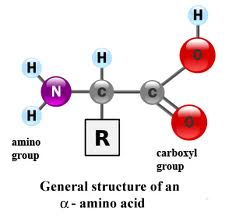 H
H
H
O
N
C
C
H
R
O
amino
group
carboxyl
group
General structure of an
α - amino acid